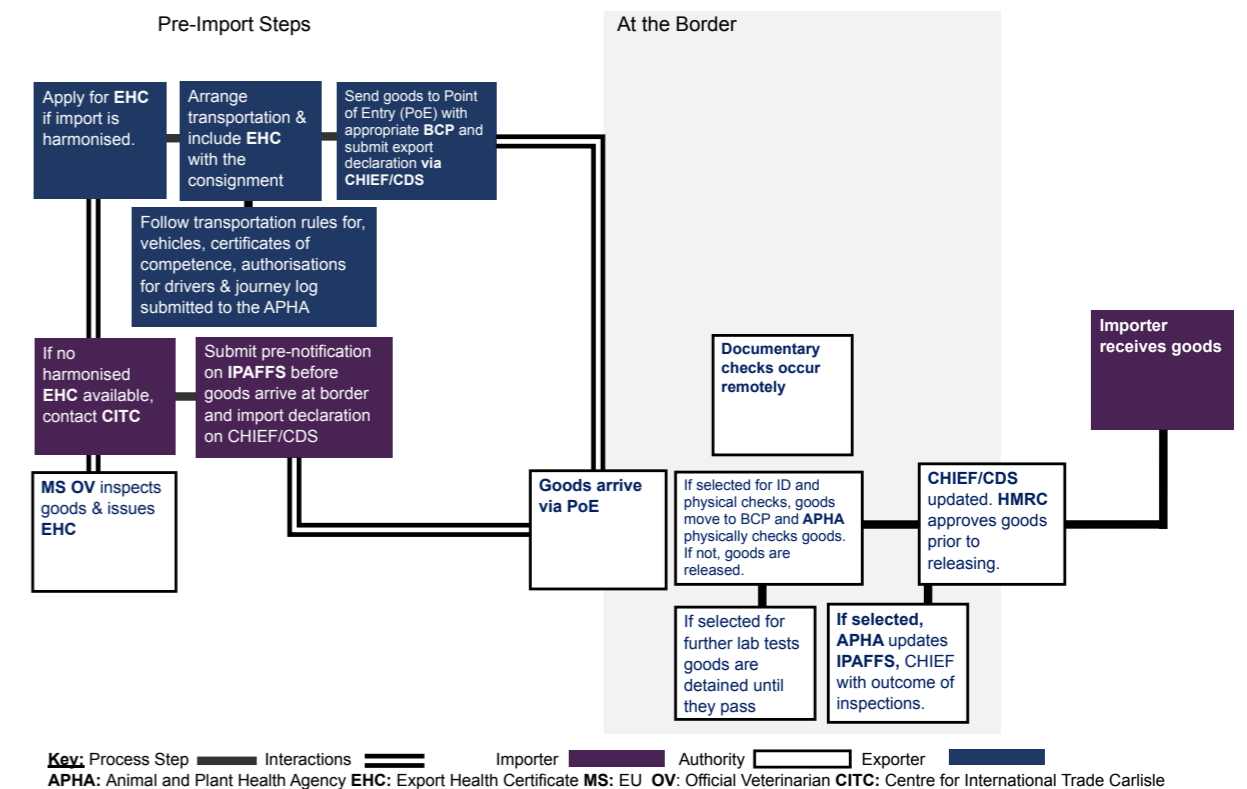 Pre-Import Steps
At the Border
Apply for EHC
if import is
harmonised.
Arrange
transportation &
include EHC
with the
consignment
Send goods to Point
of Entry (PoE) with
appropriate BCP and
submit export
declaration via
CHIEF/CDS
Follow transportation rules for,
vehicles, certificates of
competence, authorisations
for drivers & journey log
submitted to the APHA
If no
harmonised
EHC available,
contact CITC
Submit pre-notification
on IPAFFS before
goods arrive at border
and import declaration
on CHIEF/CDS
MS OV inspects
goods & issues
EHC
Goods arrive
via PoE
Documentary
checks occur
remotely
If selected for ID and
physical checks, goods
move to BCP and APHA
physically checks goods.
If not, goods are
released.
If selected for
further lab tests
goods are
detained until
they pass
CHIEF/CDS
updated. HMRC
approves goods
prior to
releasing.
If selected,
APHA updates
IPAFFS, CHIEF
with outcome of
inspections.
Importer
receives goods
Key: Process Step Interactions Importer Authority Exporter
APHA: Animal and Plant Health Agency EHC: Export Health Certificate MS: EU OV: Official Veterinarian CITC: Centre for International Trade Carlisle